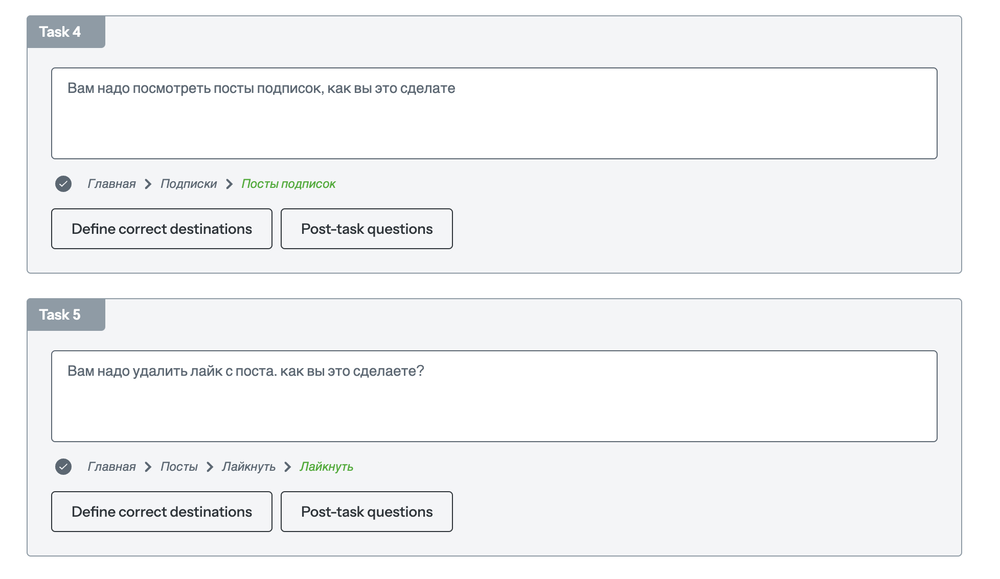 Task 4
Вам надо посмотреть посты подписок, как вы это сделате
Главная > Подписки > Посты подписок
Define correct destinations Post-task questions
Task 5
Вам надо удалить лайк с поста. как вы это сделаете?
Главная > Посты > Лайкнуть > Лайкнуть
Define correct destinations Post-task questions